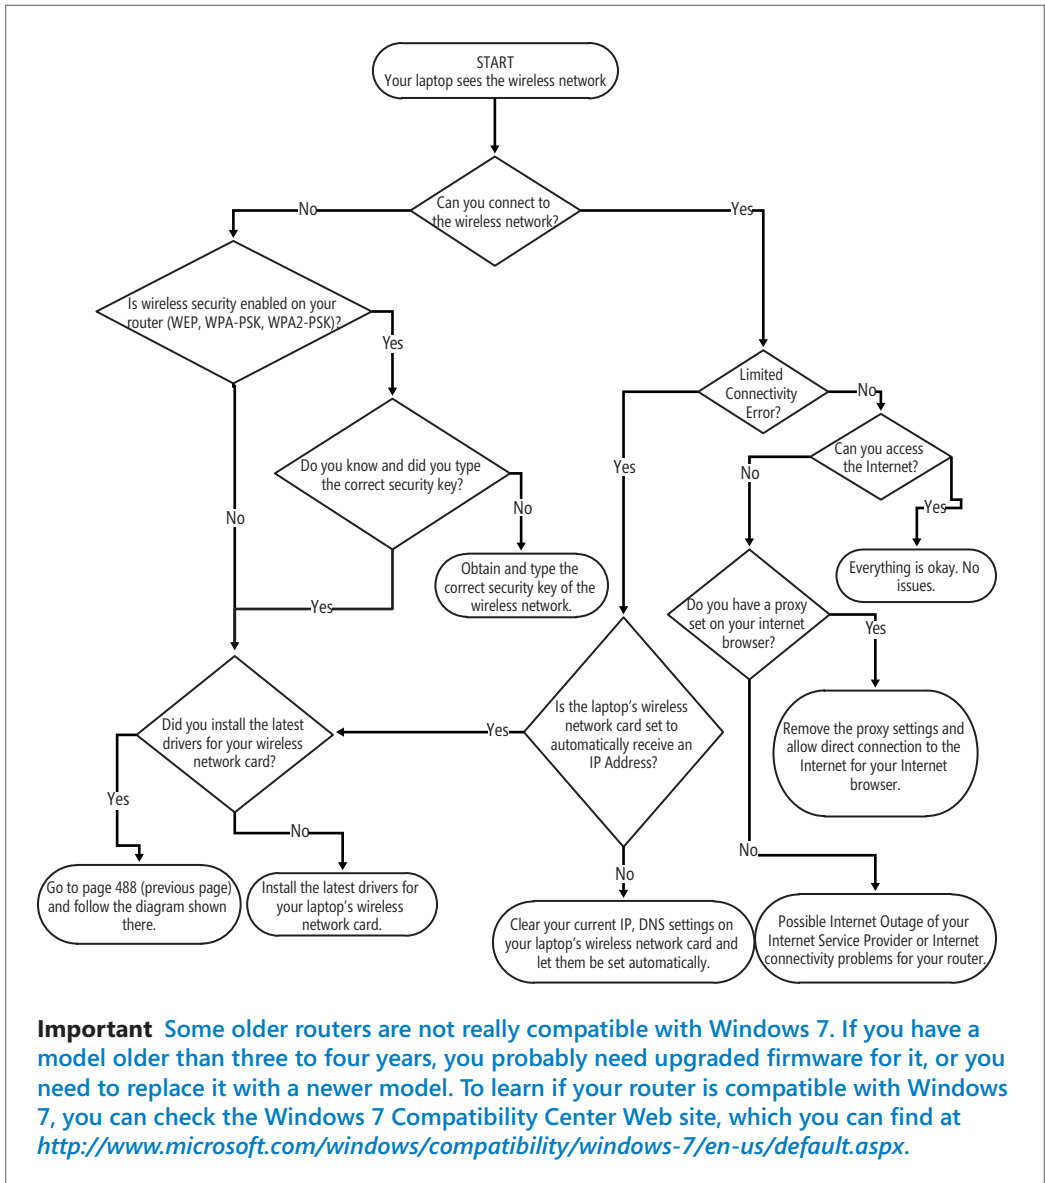 START
Your laptop sees the wireless network
Can you connect to
the wireless network?
No
Yes
Is wireless security enabled on your
router (WEP, WPA-PSK, WPA2-PSK)?
Yes
Limited
Connectivity
Error?
No
Can you access
the Internet?
Do you know and did you type
the correct security key?
Yes
No
No
Yes
No
Obtain and type the
correct security key of the
wireless network.
Everything is okay. No
issues.
Yes
Do you have a proxy
set on your internet
browser?
Yes
Did you install the latest
drivers for your wireless
network card?
Yes
Is the laptop’s wireless
network card set to
automatically receive an
IP Address?
Remove the proxy settings and
allow direct connection to the
Internet for your Internet
browser.
Yes
No
No
No
Go to page 488 (previous page)
and follow the diagram shown
there.
Install the latest drivers for
your laptop’s wireless
network card.
Clear your current IP, DNS settings on
your laptop’s wireless network card and
let them be set automatically.
Possible Internet Outage of your
Internet Service Provider or Internet
connectivity problems for your router.
Important Some older routers are not really compatible with Windows 7. If you have a
model older than three to four years, you probably need upgraded firmware for it, or you
need to replace it with a newer model. To learn if your router is compatible with Windows
7, you can check the Windows 7 Compatibility Center Web site, which you can find at
http://www.microsoft.com/windows/compatibility/windows-7/en-us/default.aspx.